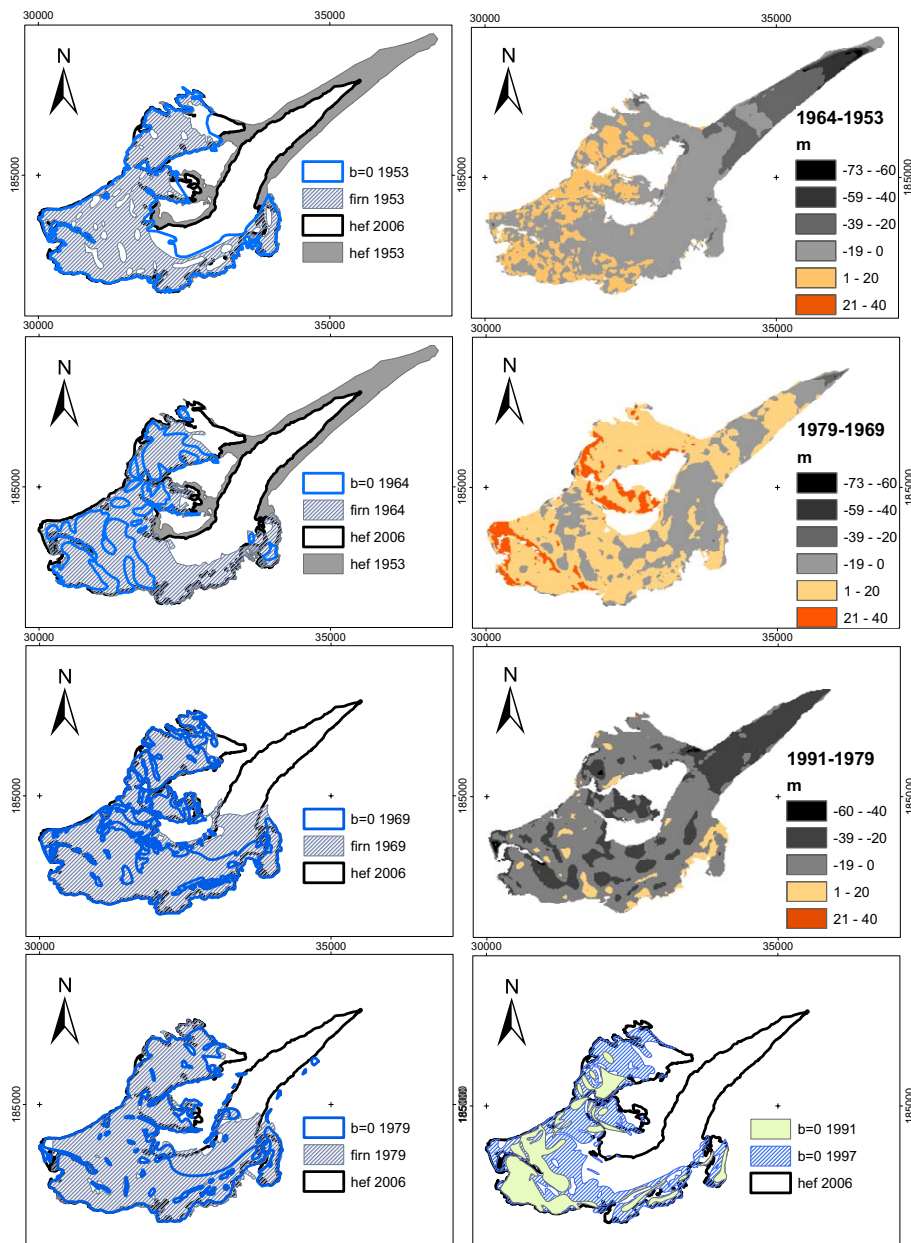 30000
35000
N
185000
b=0 1953
firn 1953
hef 2006
hef 1953
30000
35000
N
185000
1964-1953
m
-73 - -60
-59 - -40
-39 - -20
-19 - 0
1 - 20
21 - 40
30000
35000
N
185000
b=0 1964
firn 1964
hef 2006
hef 1953
30000
35000
N
185000
1979-1969
m
-73 - -60
-59 - -40
-39 - -20
-19 - 0
1 - 20
21 - 40
30000
35000
N
185000
b=0 1969
firn 1969
hef 2006
30000
35000
N
185000
1991-1979
m
-60 - -40
-39 - -20
-19 - 0
1 - 20
21 - 40
30000
35000
N
185000
b=0 1979
firn 1979
hef 2006
30000
35000
N
185000
b=0 1991
b=0 1997
hef 2006